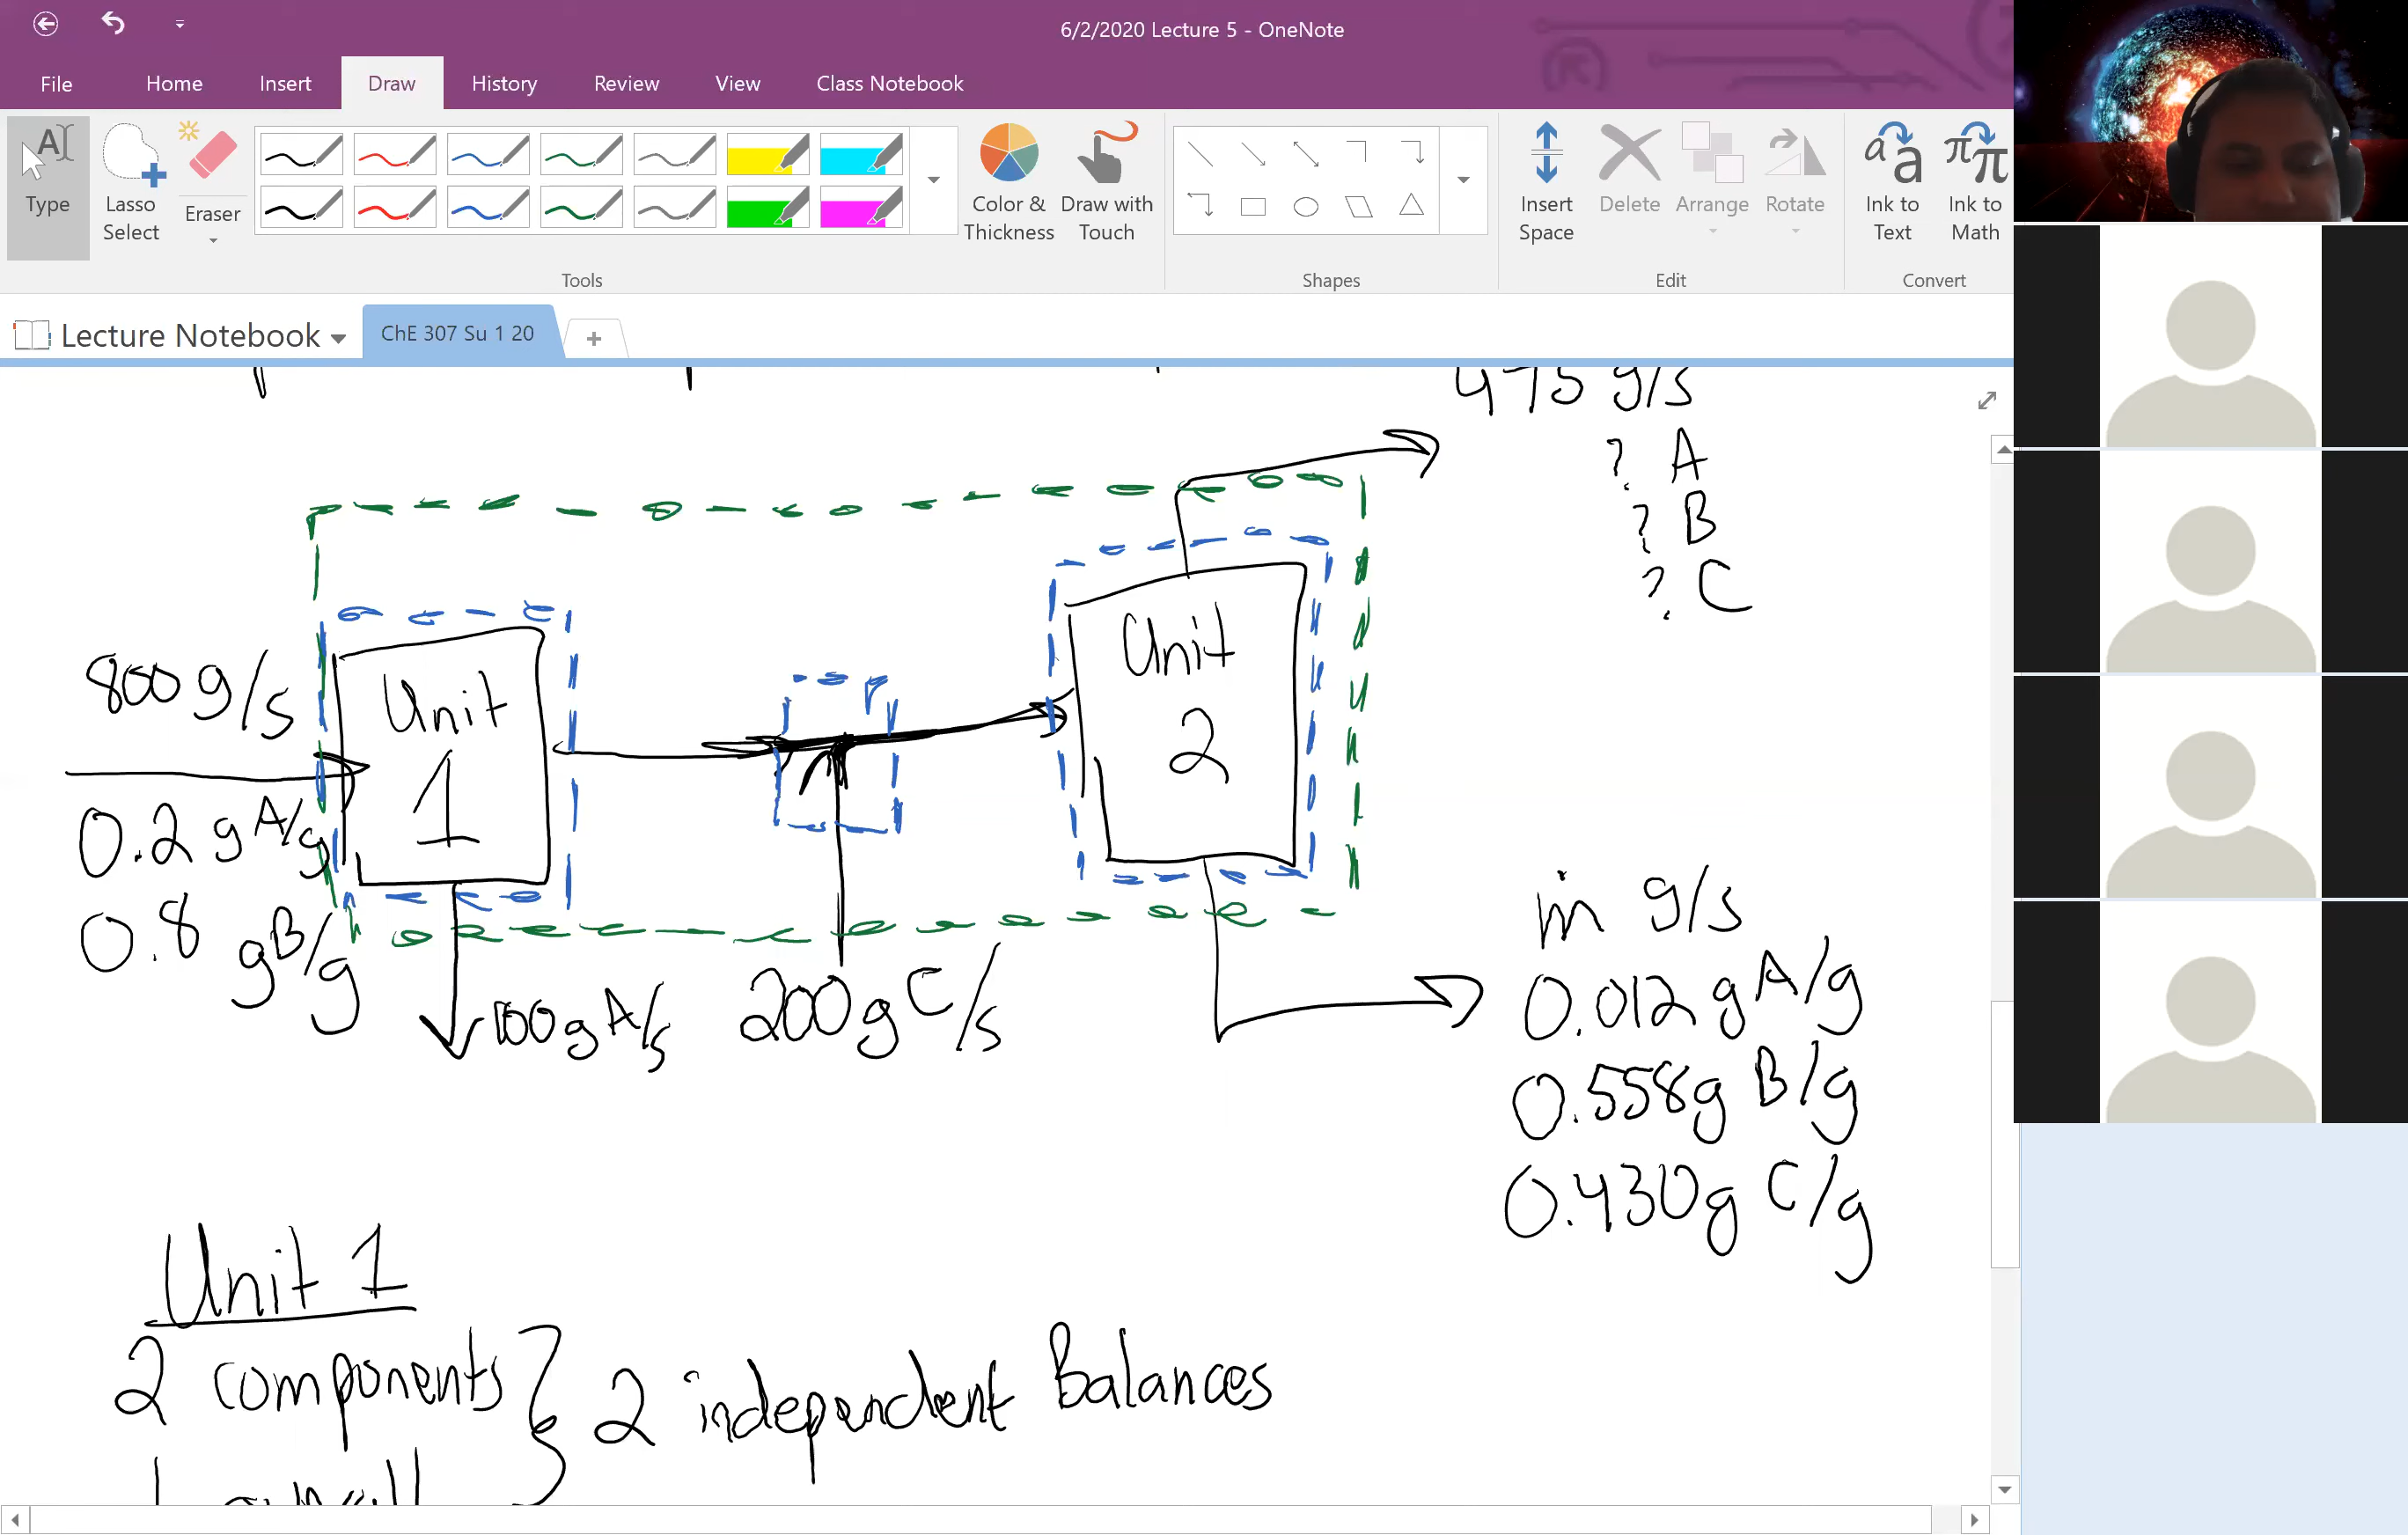 6/2/2020 Lecture 5 - OneNote
File Home Insert Draw History Review View Class Notebook
Type
Lasso Select
Eraser
Color & Thickness
Draw with Touch
Insert Space
Delete
Arrange
Rotate
Ink to Text
Ink to Math
Tools
Shapes
Edit
Convert
Lecture Notebook
ChE 307 Su 1 20
475 g/s
? A
? B
? C
800 g/s
0.2 g A/g
0.8 g B/g
Unit 1
Unit 2
100 g A/s
200 g C/s
ṁ g/s
0.012 g A/g
0.558 g B/g
0.430 g C/g
Unit 1
2 components } 2 independent Balances